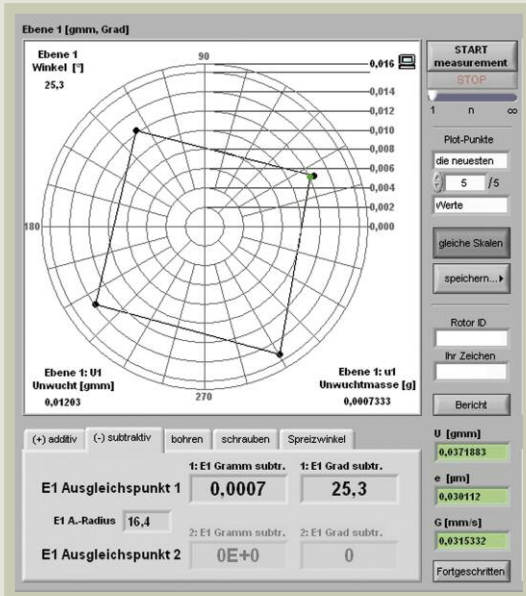 Ebene 1 [gmm, Grad]
Ebene 1
Winkel [°]
25,3
90
180
270
0,016
0,014
0,012
0,010
0,008
0,006
0,004
0,002
0,000
Ebene 1: U1
Unwucht [gmm]
0,01203
Ebene 1: u1
Unwuchtmasse [g]
0,0007333
START
measurement
STOP
1 n ∞
Plot-Punkte
die neuesten
5 /5
Werte
gleiche Skalen
speichern...
Rotor ID
Ihr Zeichen
Bericht
U [gmm]
0,0371883
e [µm]
0,030112
G [mm/s]
0,0315332
Fortgeschritten
(+) additiv (-) subtraktiv bohren schrauben Spreizwinkel
1: E1 Gramm subtr. 1: E1 Grad subtr.
E1 Ausgleichspunkt 1 0,0007 25,3
E1 A.-Radius 16,4
2: E1 Gramm subtr. 2: E1 Grad subtr.
E1 Ausgleichspunkt 2 0E+0 0